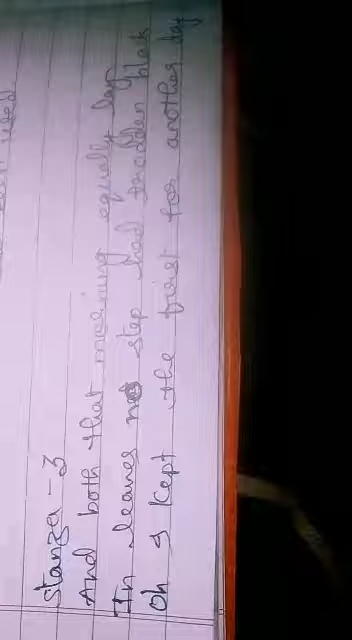 Stanza - 3
And both that morning equally lay
In leaves no step had trodden blak
Oh I kept the first for another day